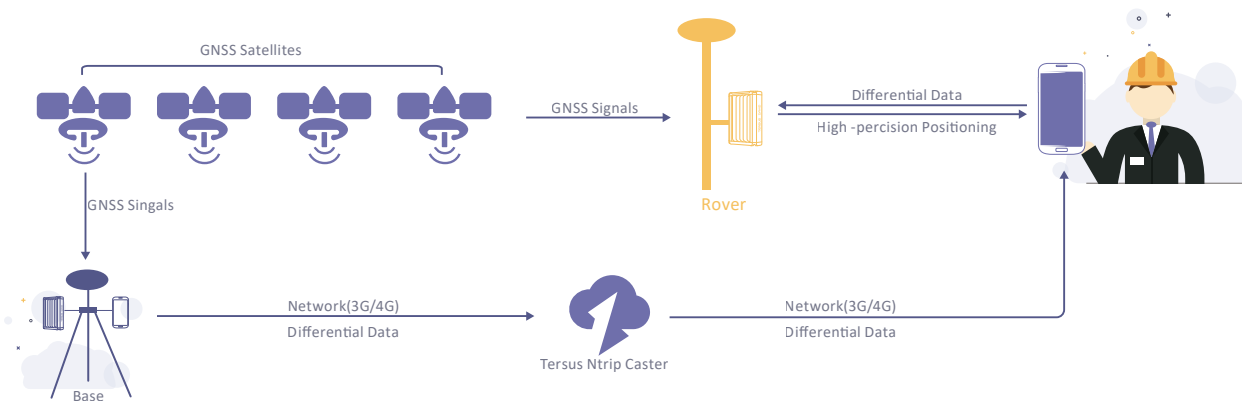 GNSS Satellites
GNSS Signals
Differential Data
High -percision Positioning
Rover
GNSS Singals
Network(3G/4G)
Differential Data
Tersus Ntrip Caster
Network(3G/4G)
Differential Data
Base